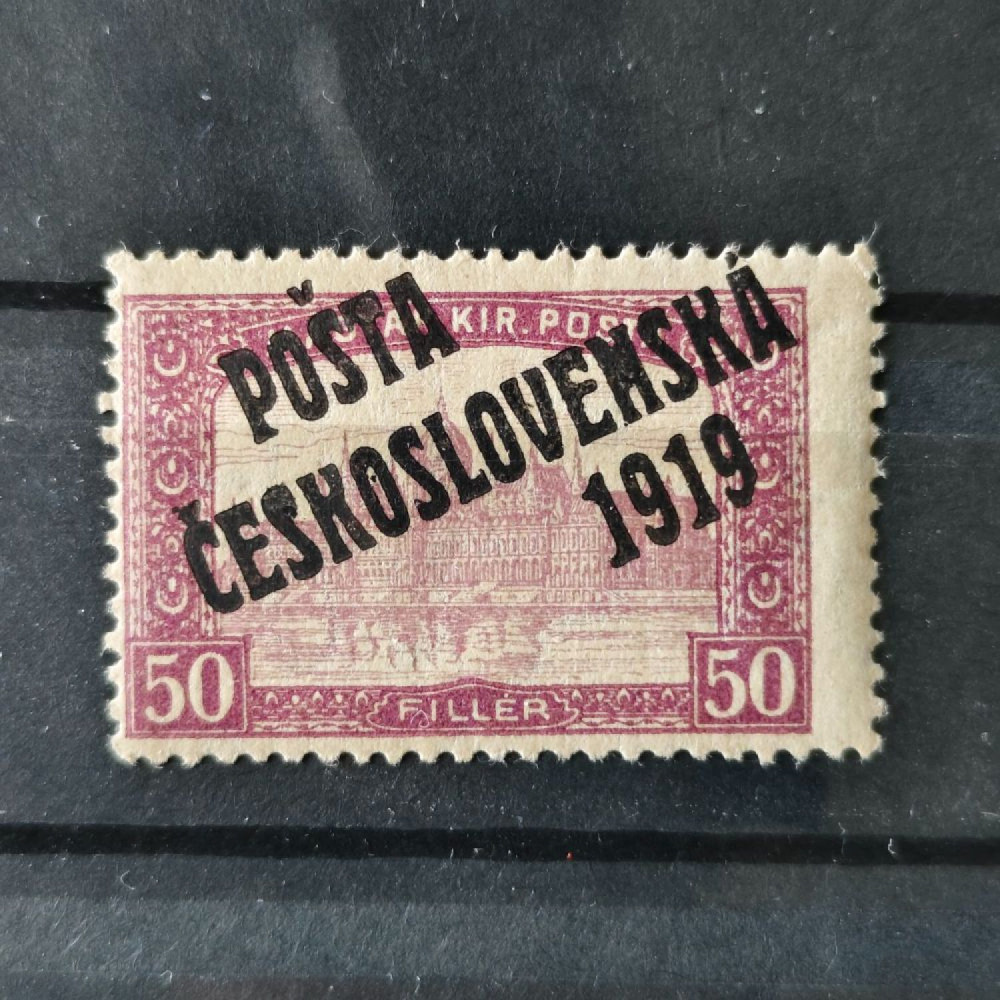 POŠTA
ČESKOSLOVENSKÁ
1919
KIR. POS
50
FILLÉR
50